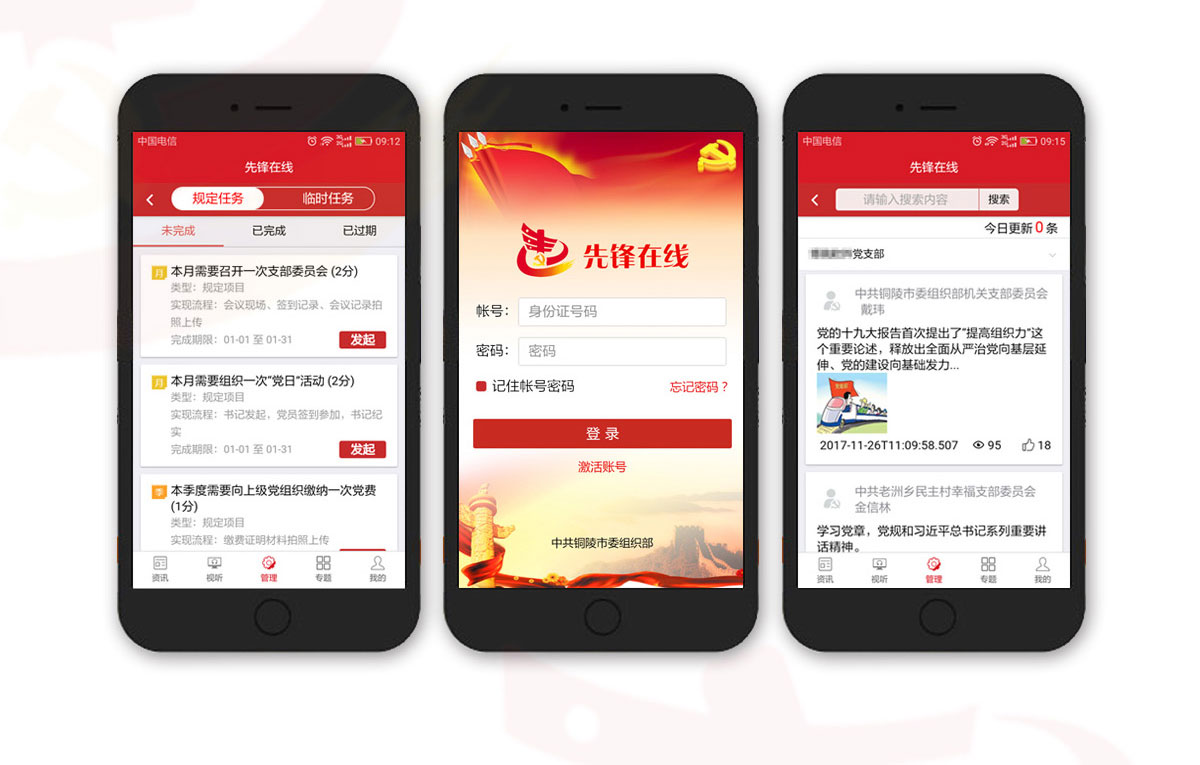 中国电信
09:12
先锋在线
规定任务
临时任务
未完成
已完成
已过期
月
本月需要召开一次支部委员会 (2分)
类型：规定项目
实现流程：会议现场、签到记录、会议记录拍
照上传
完成期限：01-01 至 01-31
发起
月
本月需要组织一次“党日”活动 (2分)
类型：规定项目
实现流程：书记发起，党员签到参加，书记纪
实
完成期限：01-01 至 01-31
发起
季
本季度需要向上级党组织缴纳一次党费
(1分)
类型：规定项目
实现流程：缴费证明材料拍照上传
资讯
视听
管理
专题
我的
先锋在线
帐号：
身份证号码
密码：
密码
记住帐号密码
忘记密码？
登 录
激活账号
中共铜陵市委组织部
中国电信
09:15
先锋在线
请输入搜索内容
搜索
今日更新0条
党支部
中共铜陵市委组织部机关支部委员会
戴玮
党的十九大报告首次提出了“提高组织力”这
个重要论述，释放出全面从严治党向基层延
伸、党的建设向基础发力...
2017-11-26T11:09:58.507
95
18
中共老洲乡民主村幸福支部委员会
金信林
学习党章，党规和习近平总书记系列重要讲
话精神。
资讯
视听
管理
专题
我的